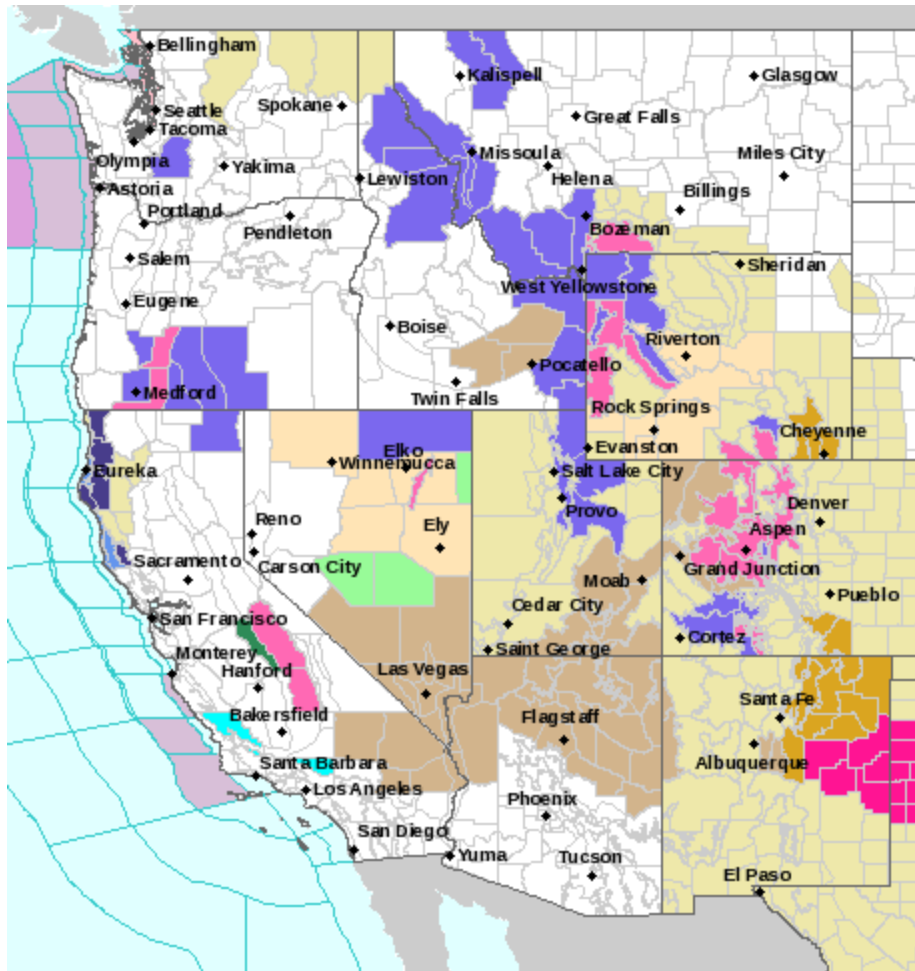 Bellingham
Kalispell
Glasgow
Spokane
Seattle
Great Falls
Tacoma
Olympia
Yakima
Missoula
Miles City
Lewiston
Helena
Billings
Astoria
Portland
Pendleton
Bozeman
Salem
Sheridan
West Yellowstone
Eugene
Boise
Riverton
Pocatello
Medford
Twin Falls
Rock Springs
Cheyenne
Elko
Evanston
Eureka
Winnemucca
Salt Lake City
Denver
Provo
Reno
Ely
Aspen
Sacramento
Carson City
Grand Junction
Moab
Pueblo
Cedar City
San Francisco
Cortez
Saint George
Monterey
Hanford
Las Vegas
Santa Fe
Bakersfield
Flagstaff
Albuquerque
Santa Barbara
Los Angeles
Phoenix
San Diego
Yuma
Tucson
El Paso